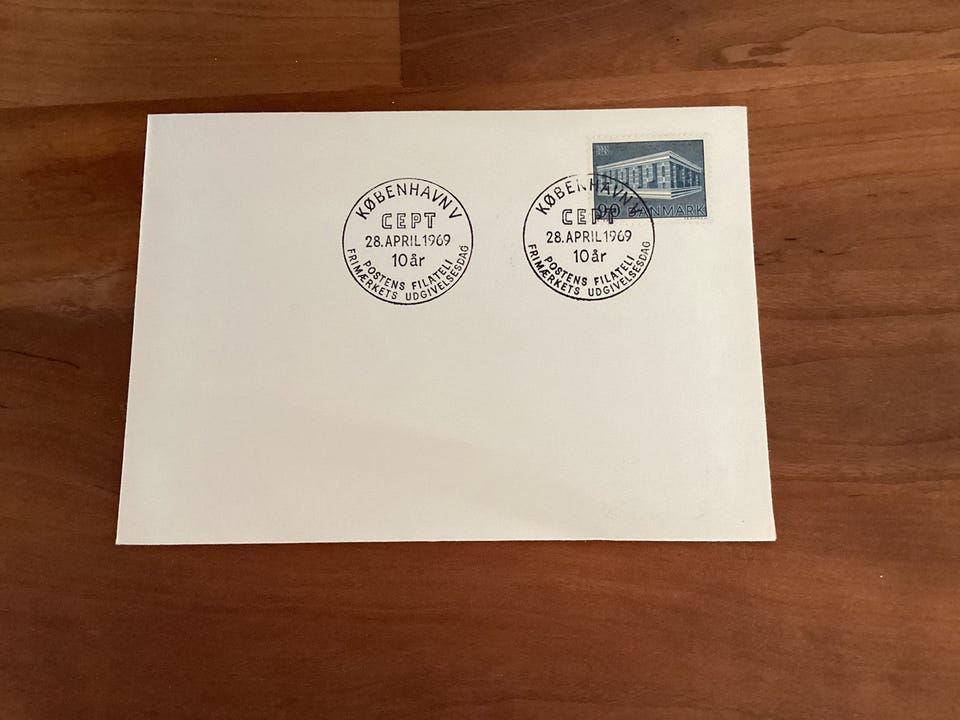 KØBENHAVN V
CEPT
28. APRIL 1969
10 år
POSTENS FILATELI
FRIMÆRKETS UDGIVELSESDAG
KØBENHAVN V
CEPT
28. APRIL 1969
10 år
POSTENS FILATELI
FRIMÆRKETS UDGIVELSESDAG
90 DANMARK